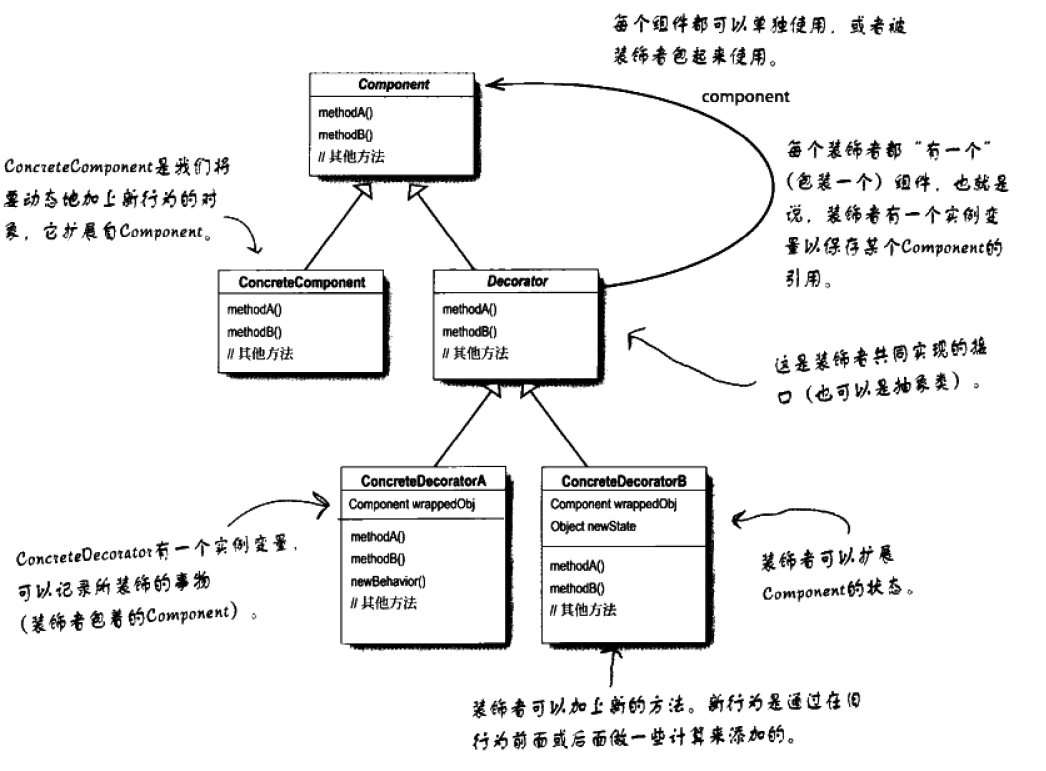 每个组件都可以单独使用，或者被
装饰者包起来使用。
Component
methodA()
methodB()
// 其他方法
component
ConcreteComponent是我们将
要动态地加上新行为的对
象，它扩展自Component。
每个装饰者都“有一个”
（包装一个）组件，也就是
说，装饰者有一个实例变
量以保存某个Component的
引用。
ConcreteComponent
methodA()
methodB()
// 其他方法
Decorator
methodA()
methodB()
// 其他方法
这是装饰者共同实现的接
口（也可以是抽象类）。
ConcreteDecoratorA
Component wrappedObj
methodA()
methodB()
newBehavior()
// 其他方法
ConcreteDecoratorB
Component wrappedObj
Object newState
methodA()
methodB()
// 其他方法
ConcreteDecorator有一个实例变量，
可以记录所装饰的事物
（装饰者包着的Component）。
装饰者可以扩展
Component的状态。
装饰者可以加上新的方法。新行为是通过在旧
行为前面或后面做一些计算来添加的。